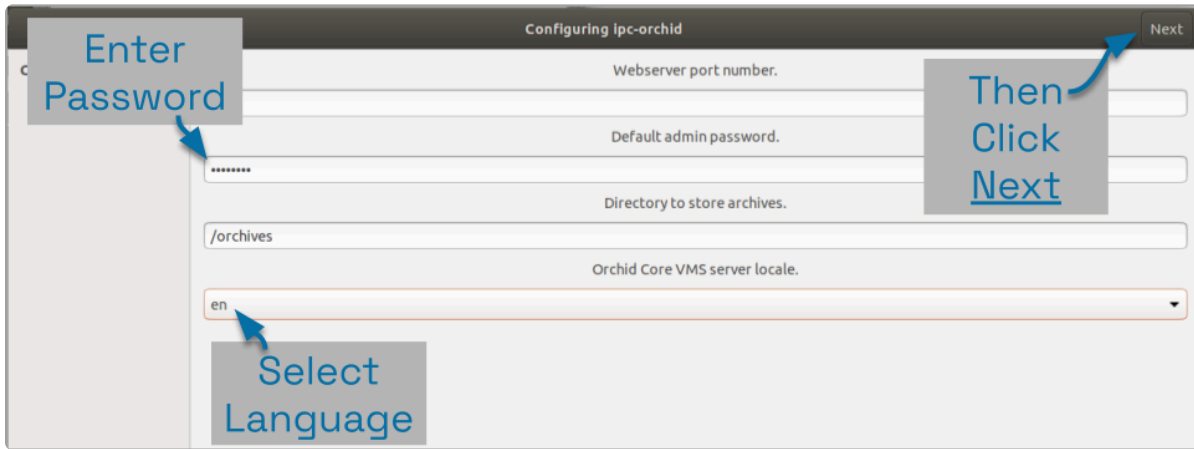 Configuring ipc-orchid
Next
Enter
Password
Webserver port number.
Then
Click
Next
Default admin password.
••••••••
Directory to store archives.
/orchives
Orchid Core VMS server locale.
en
Select
Language